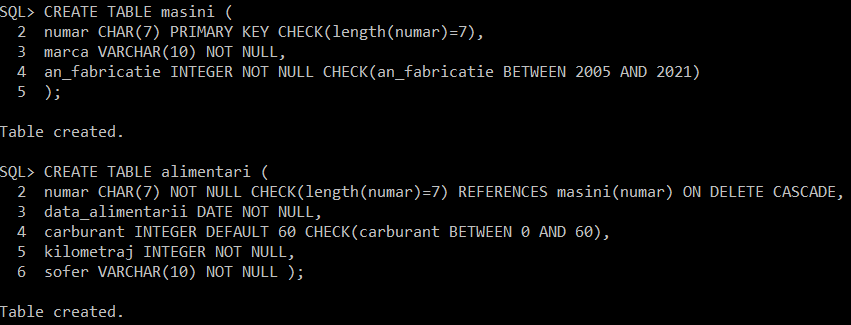 SQL> CREATE TABLE masini (
  2  numar CHAR(7) PRIMARY KEY CHECK(length(numar)=7),
  3  marca VARCHAR(10) NOT NULL,
  4  an_fabricatie INTEGER NOT NULL CHECK(an_fabricatie BETWEEN 2005 AND 2021)
  5  );
Table created.
SQL> CREATE TABLE alimentari (
  2  numar CHAR(7) NOT NULL CHECK(length(numar)=7) REFERENCES masini(numar) ON DELETE CASCADE,
  3  data_alimentarii DATE NOT NULL,
  4  carburant INTEGER DEFAULT 60 CHECK(carburant BETWEEN 0 AND 60),
  5  kilometraj INTEGER NOT NULL,
  6  sofer VARCHAR(10) NOT NULL );
Table created.